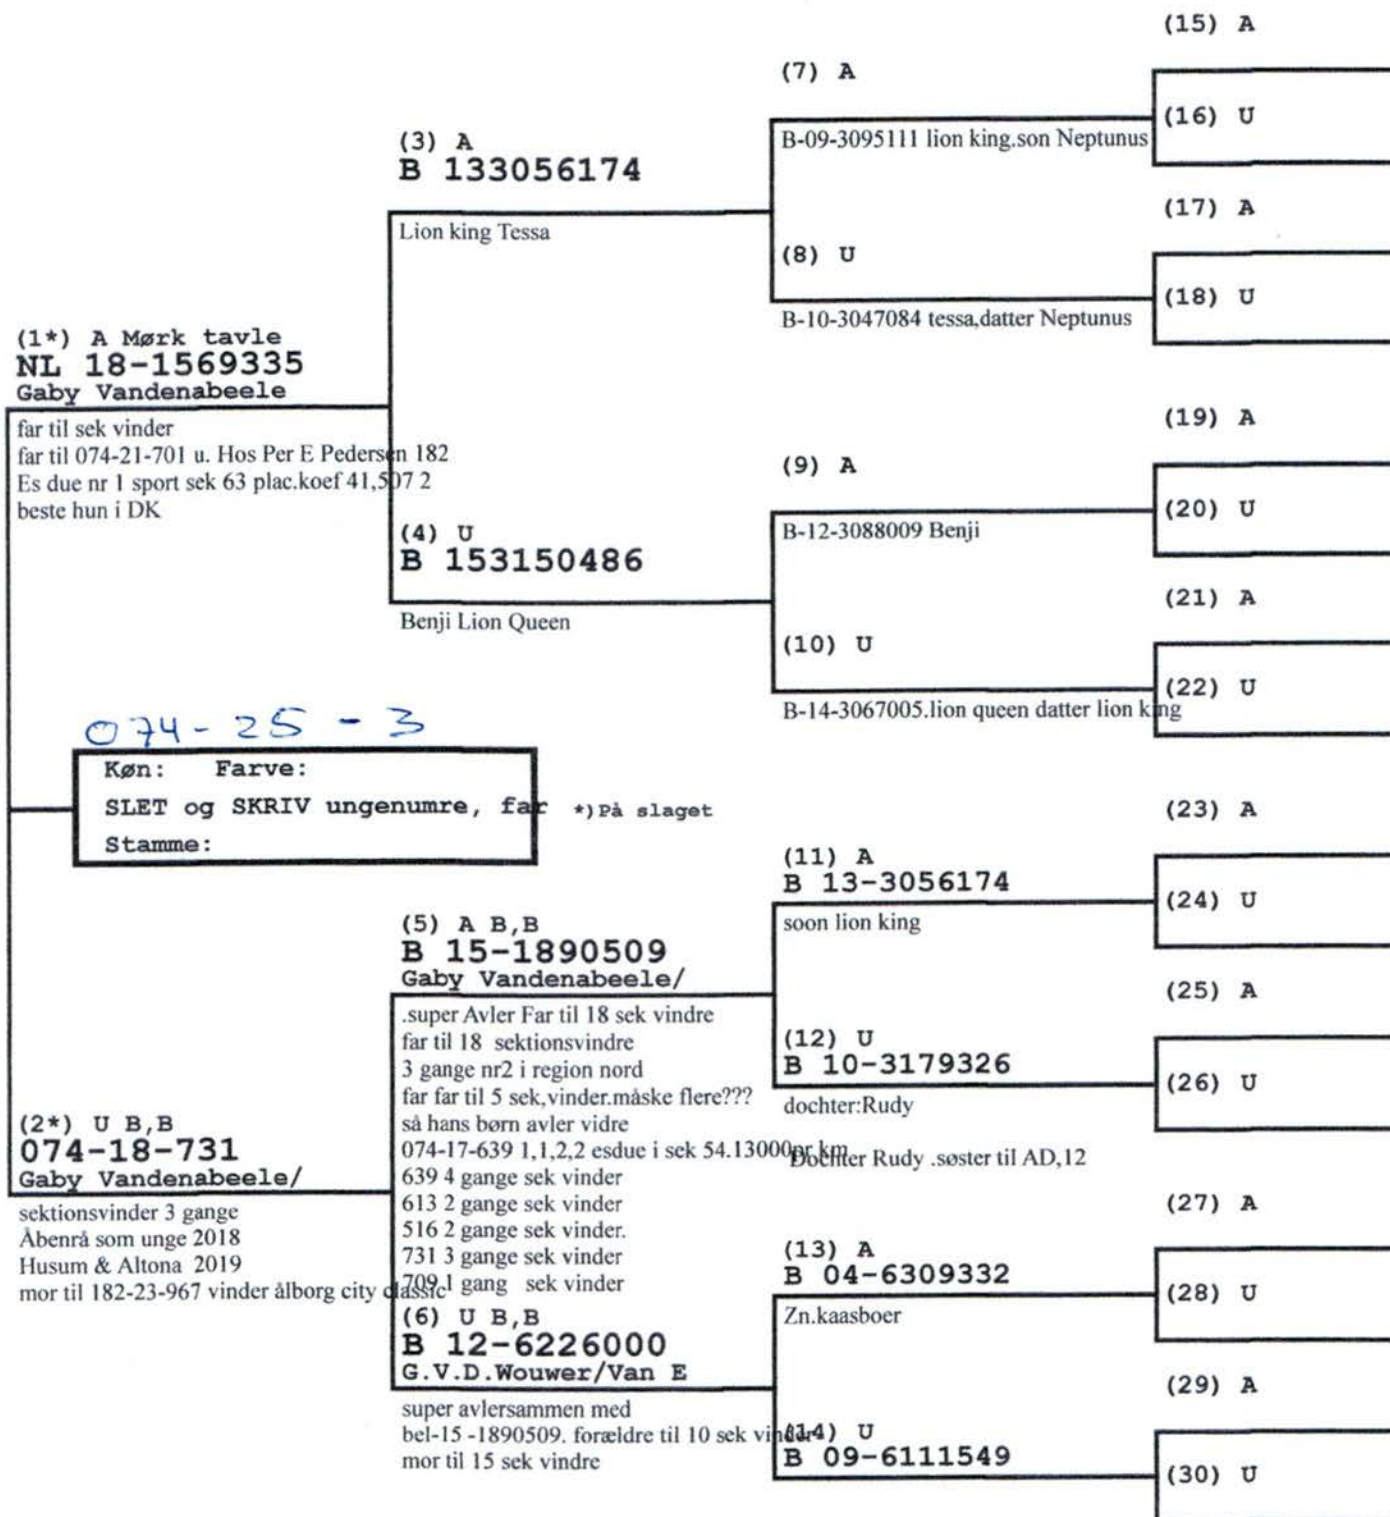 (15) A
(7) A
(16) U
B-09-3095111 lion king.son Neptunus
(3) A
B 133056174
(17) A
Lion king Tessa
(8) U
(18) U
B-10-3047084 tessa,datter Neptunus
(1*) A Mørk tavle
NL 18-1569335
Gaby Vandenabeele
far til sek vinder
far til 074-21-701 u. Hos Per E Pedersen 182
Es due nr 1 sport sek 63 plac.koef 41,507 2
beste hun i DK
(19) A
(9) A
(20) U
B-12-3088009 Benji
(4) U
B 153150486
(21) A
Benji Lion Queen
(10) U
(22) U
B-14-3067005.lion queen datter lion king
074-25-3
Køn: Farve:
SLET og SKRIV ungenumre, far *)På slaget
Stamme:
(23) A
(11) A
B 13-3056174
(24) U
soon lion king
(5) A B,B
B 15-1890509
Gaby Vandenabeele/
(25) A
.super Avler Far til 18 sek vindre
far til 18 sektionsvindre
3 gange nr2 i region nord
far far til 5 sek,vinder.måske flere???
så hans børn avler vidre
074-17-639 1,1,2,2 esdue i sek 54.13000pr km
639 4 gange sek vinder
613 2 gange sek vinder
516 2 gange sek vinder.
731 3 gange sek vinder
709 1 gang sek vinder
(12) U
B 10-3179326
(26) U
dochter:Rudy
Dochter Rudy .søster til AD,12
(2*) U B,B
074-18-731
Gaby Vandenabeele/
sektionsvinder 3 gange
Åbenrå som unge 2018
Husum & Altona 2019
mor til 182-23-967 vinder ålborg city classic
(27) A
(13) A
B 04-6309332
(28) U
Zn.kaasboer
(6) U B,B
B 12-6226000
G.V.D.Wouwer/Van E
(29) A
super avlersammen med
bel-15 -1890509. forældre til 10 sek vinder
mor til 15 sek vindre
(14) U
B 09-6111549
(30) U